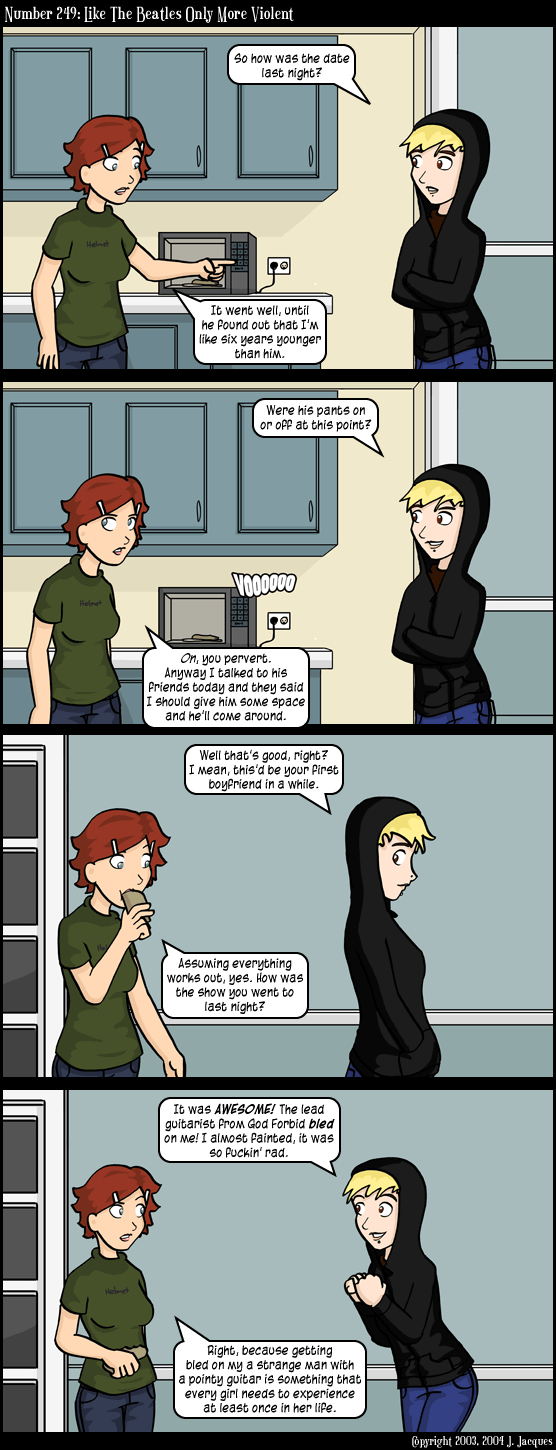 Number 249: Like The Beatles Only More Violent
So how was the date
last night?
Helmet
It went well, until
he found out that I'm
like six years younger
than him.
Were his pants on
or off at this point?
VOOOOOO
Helmet
On, you pervert.
Anyway I talked to his
friends today and they said
I should give him some space
and he'll come around.
Well that's good, right?
I mean, this'd be your first
boyfriend in a while.
Assuming everything
works out, yes. How was
the show you went to
last night?
It was AWESOME! The lead
guitarist from God Forbid bled
on me! I almost fainted, it was
so fuckin' rad.
Helmet
Right, because getting
bled on my a strange man with
a pointy guitar is something that
every girl needs to experience
at least once in her life.
Copyright 2003, 2004 J. Jacques